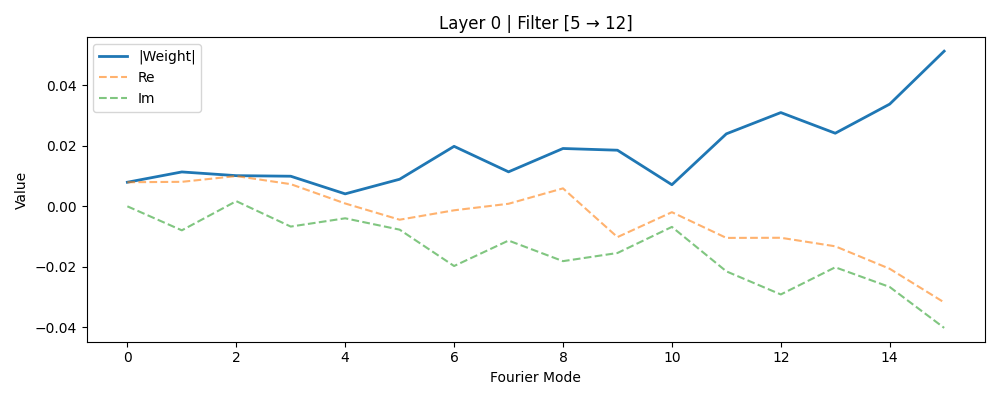 Layer 0 | Filter [5 → 12]
|Weight|
Re
Im
Value
0.04
0.02
0.00
−0.02
−0.04
0 2 4 6 8 10 12 14
Fourier Mode